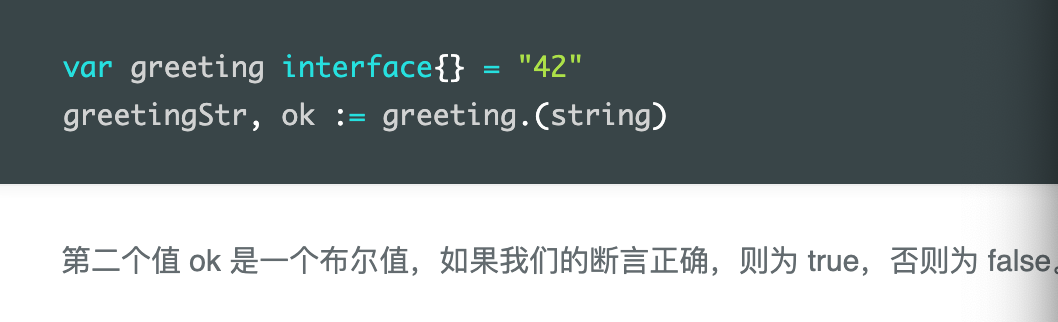 var greeting interface{} = "42"
greetingStr, ok := greeting.(string)
第二个值 ok 是一个布尔值，如果我们的断言正确，则为 true，否则为 false。